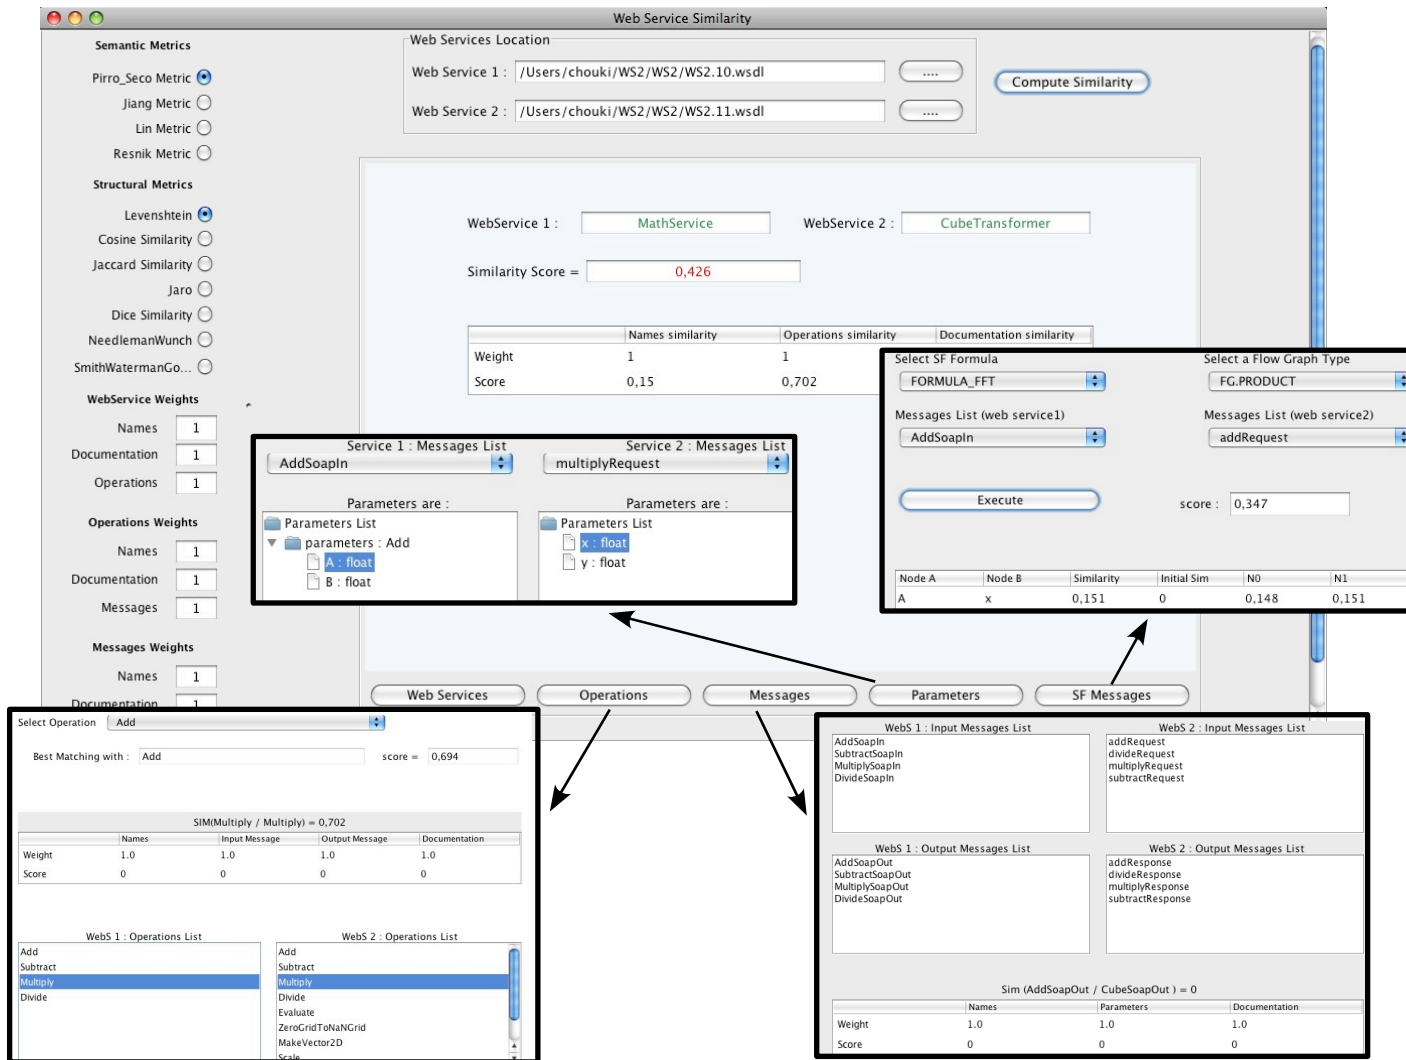 Web Service Similarity
Semantic Metrics
Pirro_Seco Metric
Jiang Metric
Lin Metric
Resnik Metric
Structural Metrics
Levenshtein
Cosine Similarity
Jaccard Similarity
Jaro
Dice Similarity
NeedlemanWunch
SmithWatermanGo...
WebService Weights
Names 1
Documentation 1
Operations 1
Operations Weights
Names 1
Documentation 1
Messages 1
Messages Weights
Names 1
Documentation 1
Web Services Location
Web Service 1 : /Users/chouki/WS2/WS2/WS2.10.wsdl ....
Web Service 2 : /Users/chouki/WS2/WS2/WS2.11.wsdl ....
Compute Similarity
WebService 1 : MathService WebService 2 : CubeTransformer
Similarity Score = 0,426
Names similarity Operations similarity Documentation similarity
Weight 1 1
Score 0,15 0,702
Select SF Formula Select a Flow Graph Type
FORMULA_FFT FG.PRODUCT
Messages List (web service1) Messages List (web service2)
AddSoapIn addRequest
Execute score : 0,347
Node A Node B Similarity Initial Sim N0 N1
A x 0,151 0 0,148 0,151
Service 1 : Messages List Service 2 : Messages List
AddSoapIn multiplyRequest
Parameters are : Parameters are :
Parameters List Parameters List
parameters : Add x : float
A : float y : float
B : float
Web Services Operations Messages Parameters SF Messages
Select Operation Add
Best Matching with : Add score = 0,694
SIM(Multiply / Multiply) = 0,702
Names Input Message Output Message Documentation
Weight 1.0 1.0 1.0 1.0
Score 0 0 0 0
WebS 1 : Operations List WebS 2 : Operations List
Add Add
Subtract Subtract
Multiply Multiply
Divide Divide
Evaluate
ZeroGridToNaNGrid
MakeVector2D
Scale
WebS 1 : Input Messages List WebS 2 : Input Messages List
AddSoapIn addRequest
SubtractSoapIn divideRequest
MultiplySoapIn multiplyRequest
DivideSoapIn subtractRequest
WebS 1 : Output Messages List WebS 2 : Output Messages List
AddSoapOut addResponse
SubtractSoapOut divideResponse
MultiplySoapOut multiplyResponse
DivideSoapOut subtractResponse
Sim (AddSoapOut / CubeSoapOut ) = 0
Names Parameters Documentation
Weight 1.0 1.0 1.0
Score 0 0 0